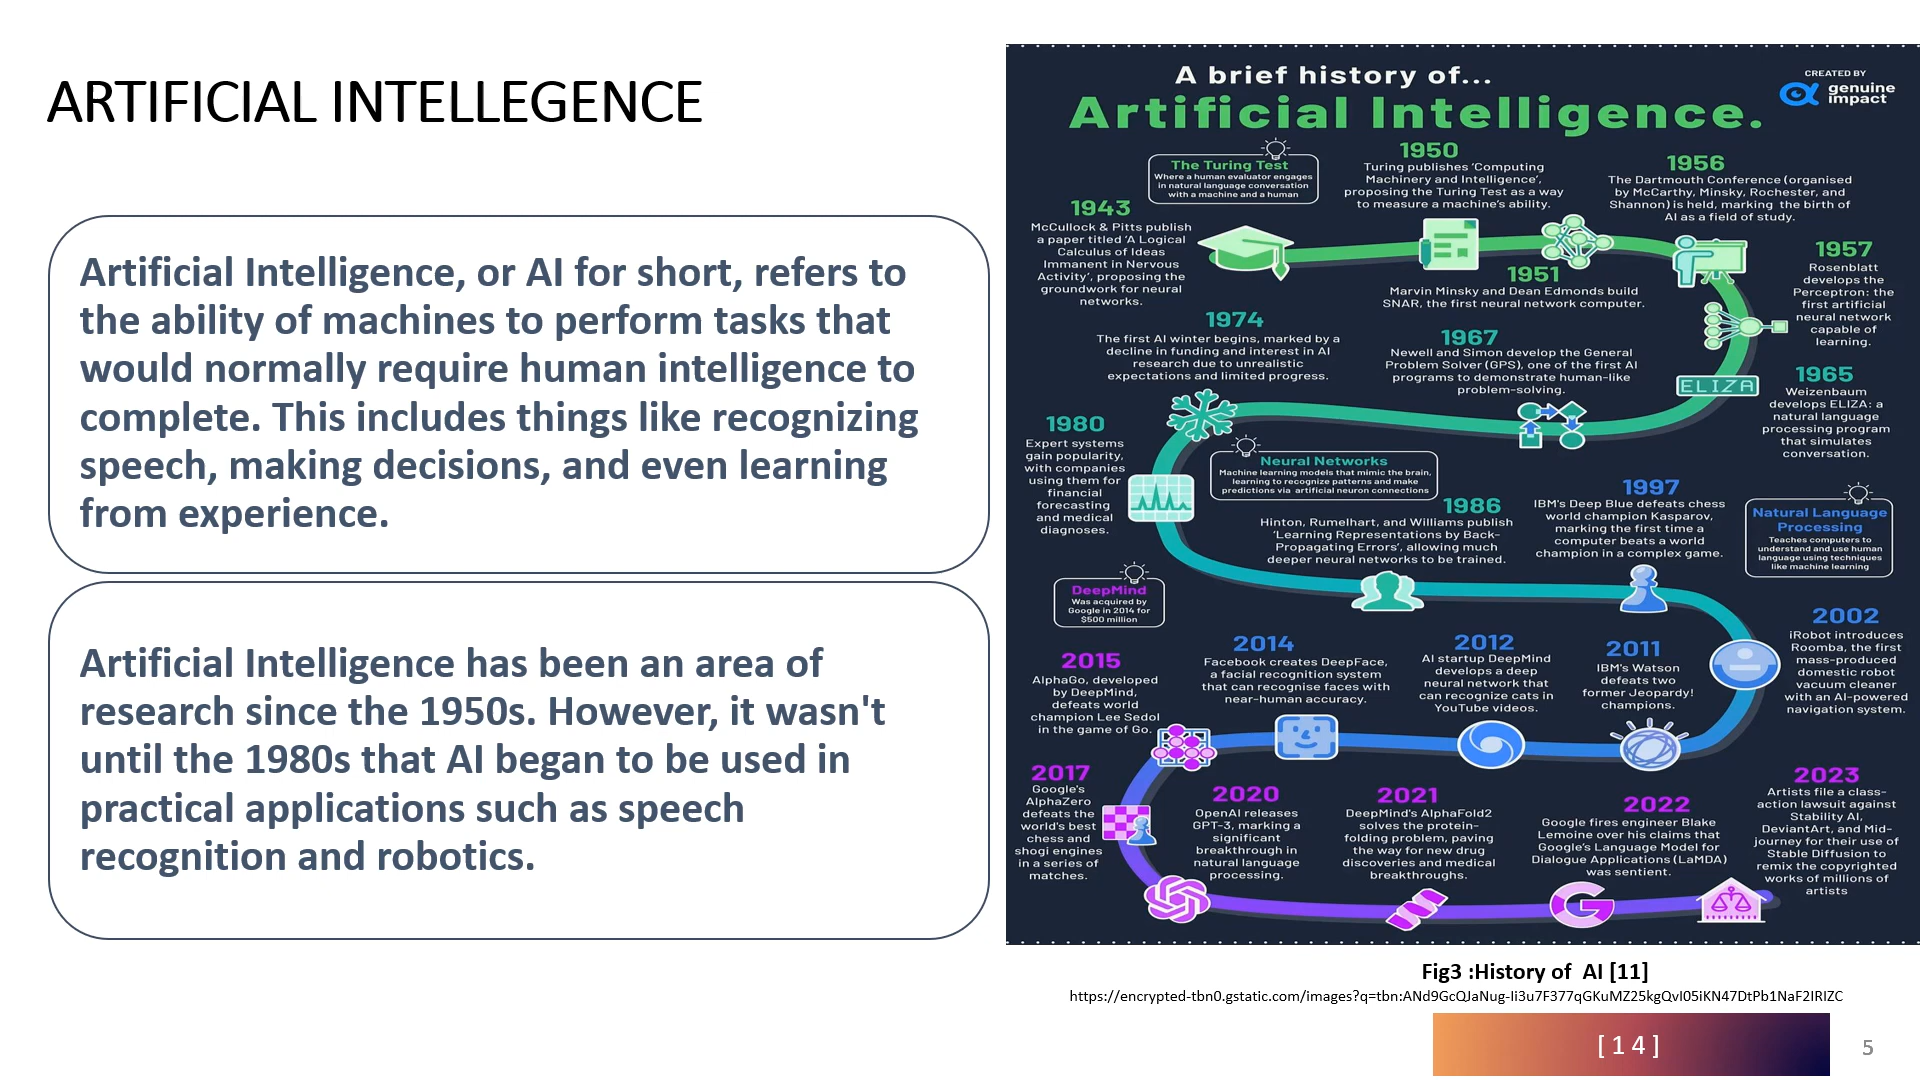 ARTIFICIAL INTELLEGENCE
Artificial Intelligence, or AI for short, refers to
the ability of machines to perform tasks that
would normally require human intelligence to
complete. This includes things like recognizing
speech, making decisions, and even learning
from experience.
Artificial Intelligence has been an area of
research since the 1950s. However, it wasn't
until the 1980s that AI began to be used in
practical applications such as speech
recognition and robotics.
A brief history of...
Artificial Intelligence.
CREATED BY
genuine
impact
The Turing Test
Where a human evaluator engages
in natural language conversation
with a machine and a human
1943
McCullock & Pitts publish
a paper titled 'A Logical
Calculus of Ideas
Immanent in Nervous
Activity', proposing the
groundwork for neural
networks.
1950
Turing publishes 'Computing
Machinery and Intelligence',
proposing the Turing Test as a way
to measure a machine's ability.
1951
Marvin Minsky and Dean Edmonds build
SNAR, the first neural network computer.
1956
The Dartmouth Conference (organised
by McCarthy, Minsky, Rochester, and
Shannon) is held, marking the birth of
AI as a field of study.
1957
Rosenblatt
develops the
Perceptron: the
first artificial
neural network
capable of
learning.
ELIZA
1965
Weizenbaum
develops ELIZA: a
natural language
processing program
that simulates
conversation.
1967
Newell and Simon develop the General
Problem Solver (GPS), one of the first AI
programs to demonstrate human-like
problem-solving.
1974
The first AI winter begins, marked by a
decline in funding and interest in AI
research due to unrealistic
expectations and limited progress.
1980
Expert systems
gain popularity,
with companies
using them for
financial
forecasting
and medical
diagnoses.
Neural Networks
Machine learning models that mimic the brain,
learning to recognize patterns and make
predictions via artificial neuron connections
1986
Hinton, Rumelhart, and Williams publish
'Learning Representations by Back-
Propagating Errors', allowing much
deeper neural networks to be trained.
1997
IBM's Deep Blue defeats chess
world champion Kasparov,
marking the first time a
computer beats a world
champion in a complex game.
Natural Language
Processing
Teaches computers to
understand and use human
language using techniques
like machine learning
2002
iRobot introduces
Roomba, the first
mass-produced
domestic robot
vacuum cleaner
with an AI-powered
navigation system.
2011
IBM's Watson
defeats two
former Jeopardy!
champions.
2012
AI startup DeepMind
develops a deep
neural network that
can recognize cats in
YouTube videos.
2014
Facebook creates DeepFace,
a facial recognition system
that can recognise faces with
near-human accuracy.
DeepMind
Was acquired by
Google in 2014 for
$500 million
2015
AlphaGo, developed
by DeepMind,
defeats world
champion Lee Sedol
in the game of Go.
2017
Google's
AlphaZero
defeats the
world's best
chess and
shogi engines
in a series of
matches.
2020
OpenAI releases
GPT-3, marking a
significant
breakthrough in
natural language
processing.
2021
DeepMind's AlphaFold2
solves the protein-
folding problem, paving
the way for new drug
discoveries and medical
breakthroughs.
2022
Google fires engineer Blake
Lemoine over his claims that
Google's Language Model for
Dialogue Applications (LaMDA)
was sentient.
2023
Artists file a class-
action lawsuit against
Stability AI,
DeviantArt, and Mid-
journey for their use of
Stable Diffusion to
remix the copyrighted
works of millions of
artists
Fig3 :History of AI [11]
https://encrypted-tbn0.gstatic.com/images?q=tbn:ANd9GcQJaNug-Ii3u7F377qGKuMZ25kgQvI05iKN47DtPb1NaF2IRIZC
[14]
5